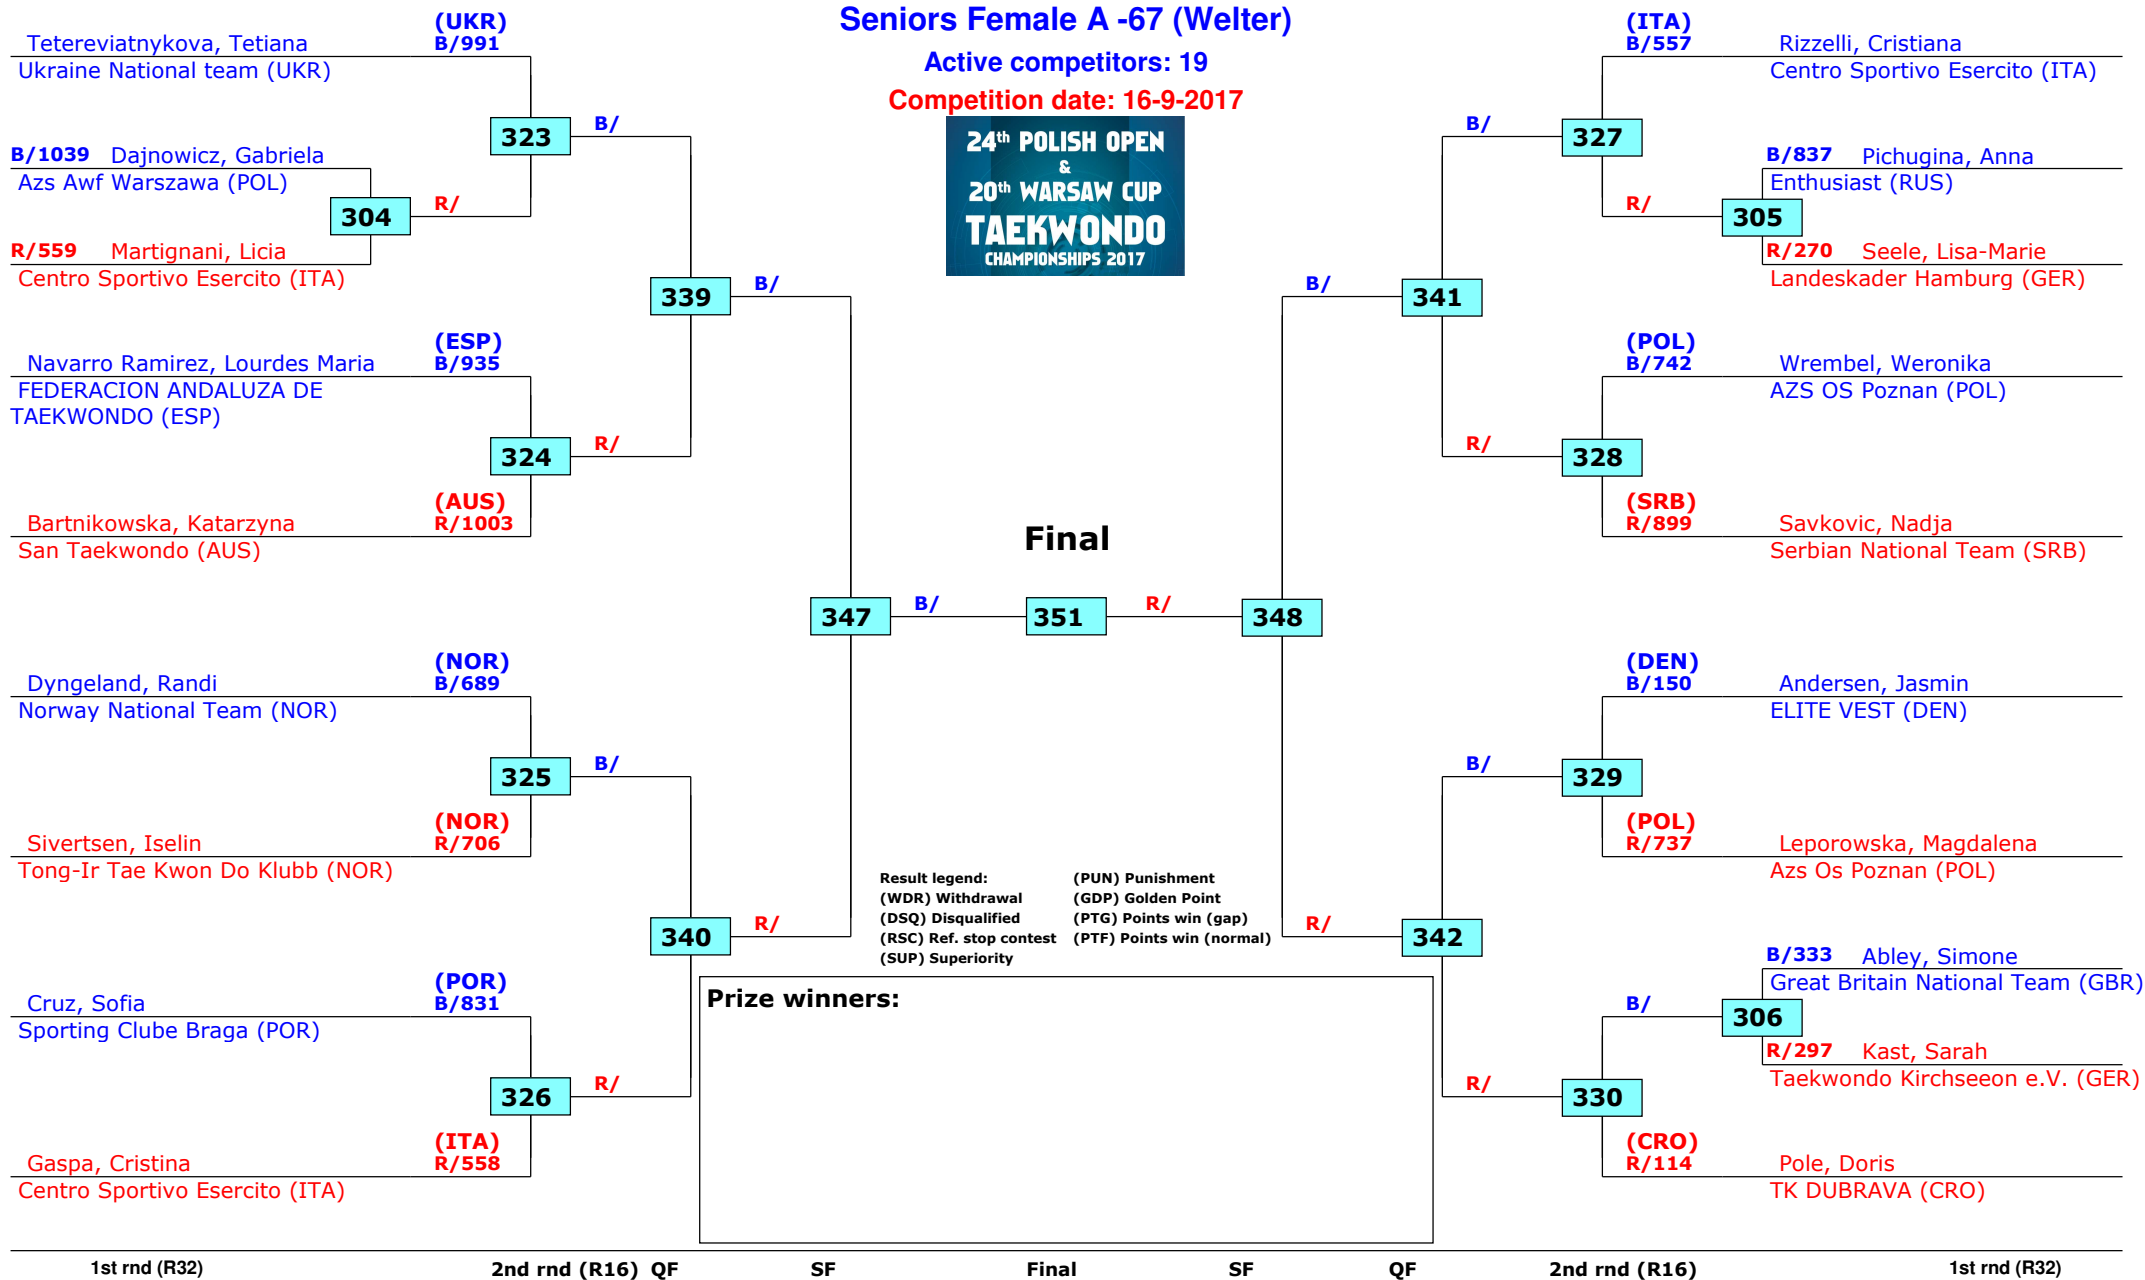 Seniors Female A -67 (Welter)
Active competitors: 19
Competition date: 16-9-2017
24th POLISH OPEN
&
20th WARSAW CUP
TAEKWONDO
CHAMPIONSHIPS 2017
(UKR)
Tetereviatnykova, Tetiana B/991
Ukraine National team (UKR)
323
B/
B/1039 Dajnowicz, Gabriela
Azs Awf Warszawa (POL)
304
R/
R/559 Martignani, Licia
Centro Sportivo Esercito (ITA)
339
B/
(ESP)
Navarro Ramirez, Lourdes Maria B/935
FEDERACION ANDALUZA DE
TAEKWONDO (ESP)
324
R/
(AUS)
Bartnikowska, Katarzyna R/1003
San Taekwondo (AUS)
347
B/
(NOR)
Dyngeland, Randi B/689
Norway National Team (NOR)
325
B/
(NOR)
Sivertsen, Iselin R/706
Tong-Ir Tae Kwon Do Klubb (NOR)
340
R/
(POR)
Cruz, Sofia B/831
Sporting Clube Braga (POR)
326
R/
(ITA)
Gaspa, Cristina R/558
Centro Sportivo Esercito (ITA)
Final
351
R/
(ITA)
B/557 Rizzelli, Cristiana
Centro Sportivo Esercito (ITA)
B/
327
B/837 Pichugina, Anna
Enthusiast (RUS)
R/
305
R/270 Seele, Lisa-Marie
Landeskader Hamburg (GER)
B/
341
(POL)
B/742 Wrembel, Weronika
AZS OS Poznan (POL)
R/
328
(SRB)
R/899 Savkovic, Nadja
Serbian National Team (SRB)
348
(DEN)
B/150 Andersen, Jasmin
ELITE VEST (DEN)
B/
329
(POL)
R/737 Leporowska, Magdalena
Azs Os Poznan (POL)
R/
342
B/333 Abley, Simone
Great Britain National Team (GBR)
B/
306
R/297 Kast, Sarah
Taekwondo Kirchseeon e.V. (GER)
R/
330
(CRO)
R/114 Pole, Doris
TK DUBRAVA (CRO)
Result legend: (PUN) Punishment
(WDR) Withdrawal (GDP) Golden Point
(DSQ) Disqualified (PTG) Points win (gap)
(RSC) Ref. stop contest (PTF) Points win (normal)
(SUP) Superiority
Prize winners:
1st rnd (R32) 2nd rnd (R16) QF SF Final SF QF 2nd rnd (R16) 1st rnd (R32)